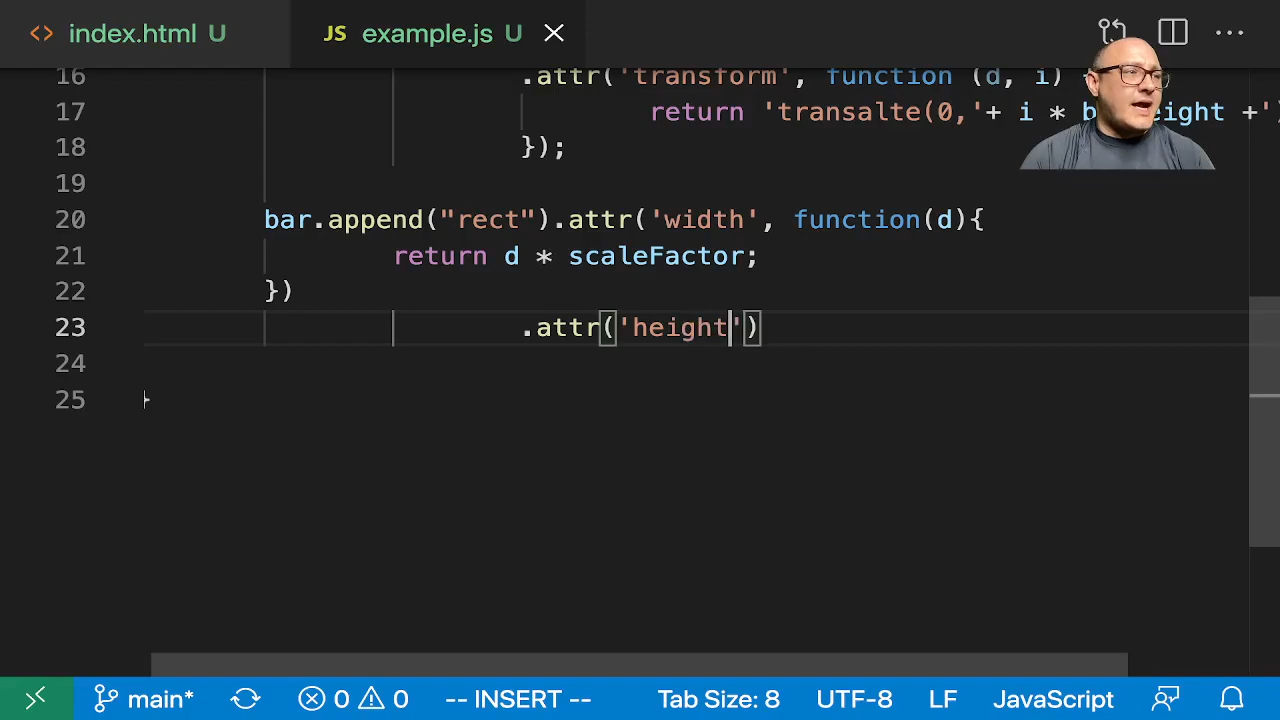 index.html U
JS example.js U
16 .attr('transform', function (d, i)
17 return 'transalte(0,'+ i * b eight +'
18 });
19
20 bar.append("rect").attr('width', function(d){
21 return d * scaleFactor;
22 })
23 .attr('height')
24
25
main* 0 0 -- INSERT -- Tab Size: 8 UTF-8 LF JavaScript